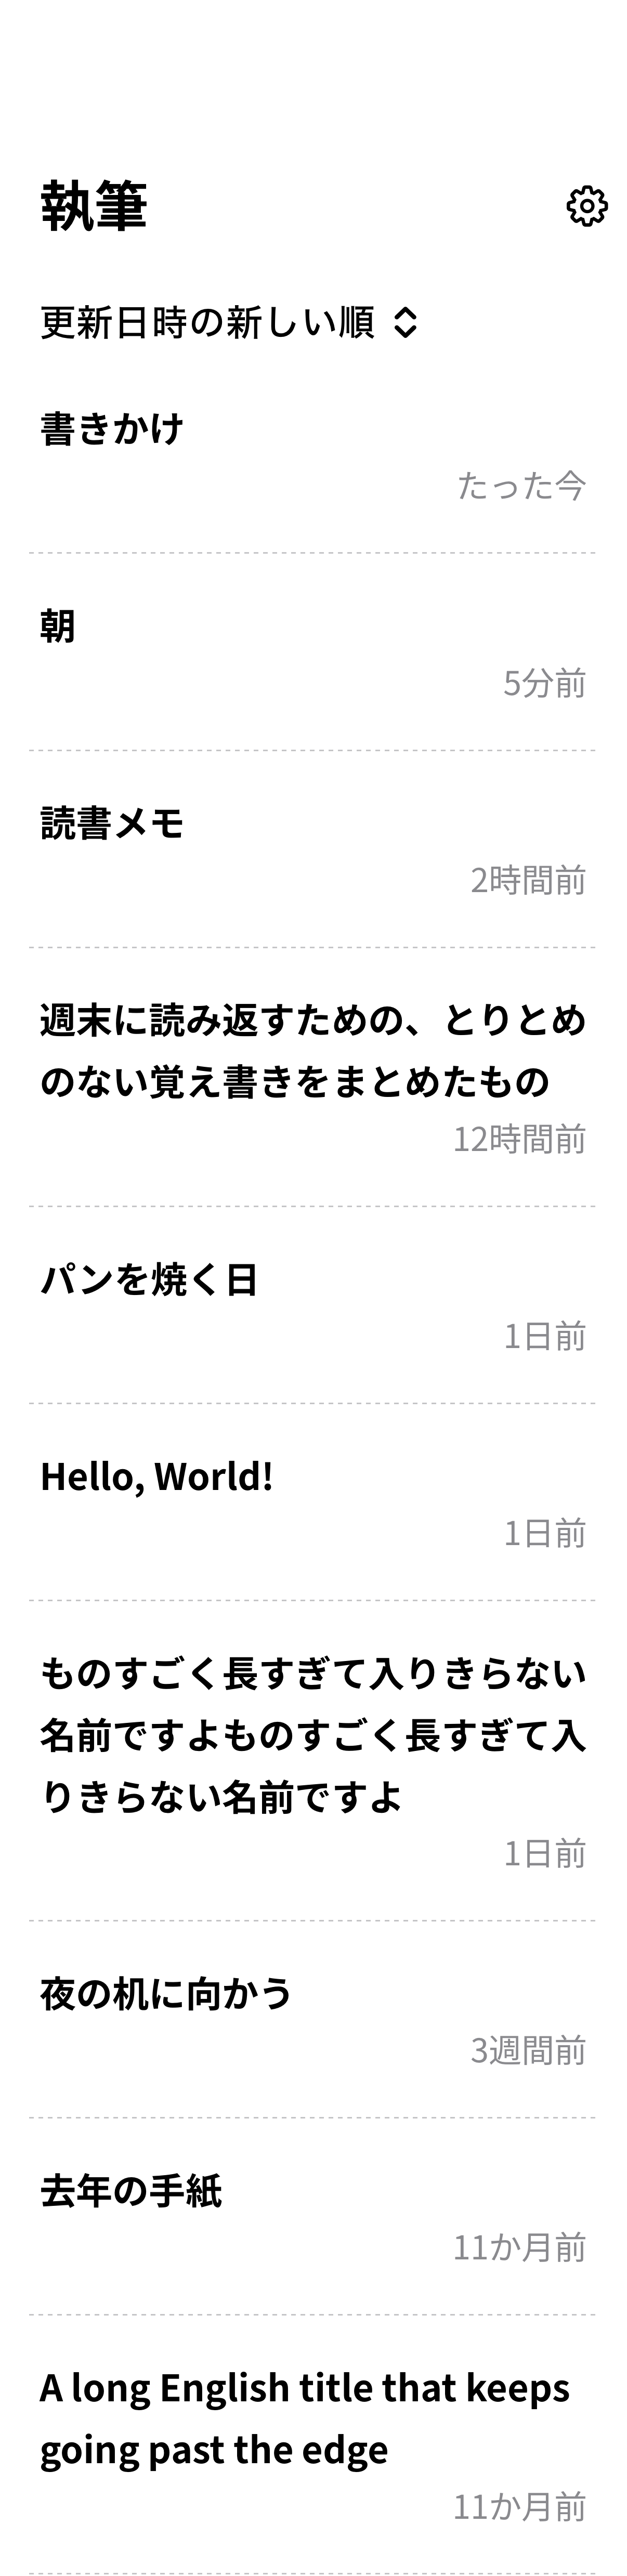 執筆
更新日時の新しい順
書きかけ
たった今
朝
5分前
読書メモ
2時間前
週末に読み返すための、とりとめ
のない覚え書きをまとめたもの
12時間前
パンを焼く日
1日前
Hello, World!
1日前
ものすごく長すぎて入りきらない
名前ですよものすごく長すぎて入
りきらない名前ですよ
1日前
夜の机に向かう
3週間前
去年の手紙
11か月前
A long English title that keeps
going past the edge
11か月前